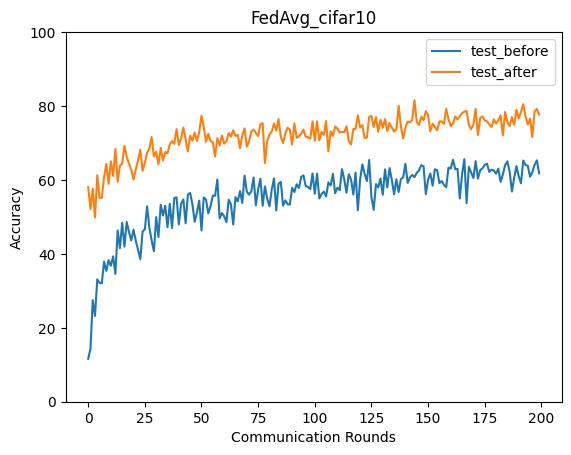 FedAvg_cifar10
test_before
test_after
Accuracy
100
80
60
40
20
0
0 25 50 75 100 125 150 175 200
Communication Rounds